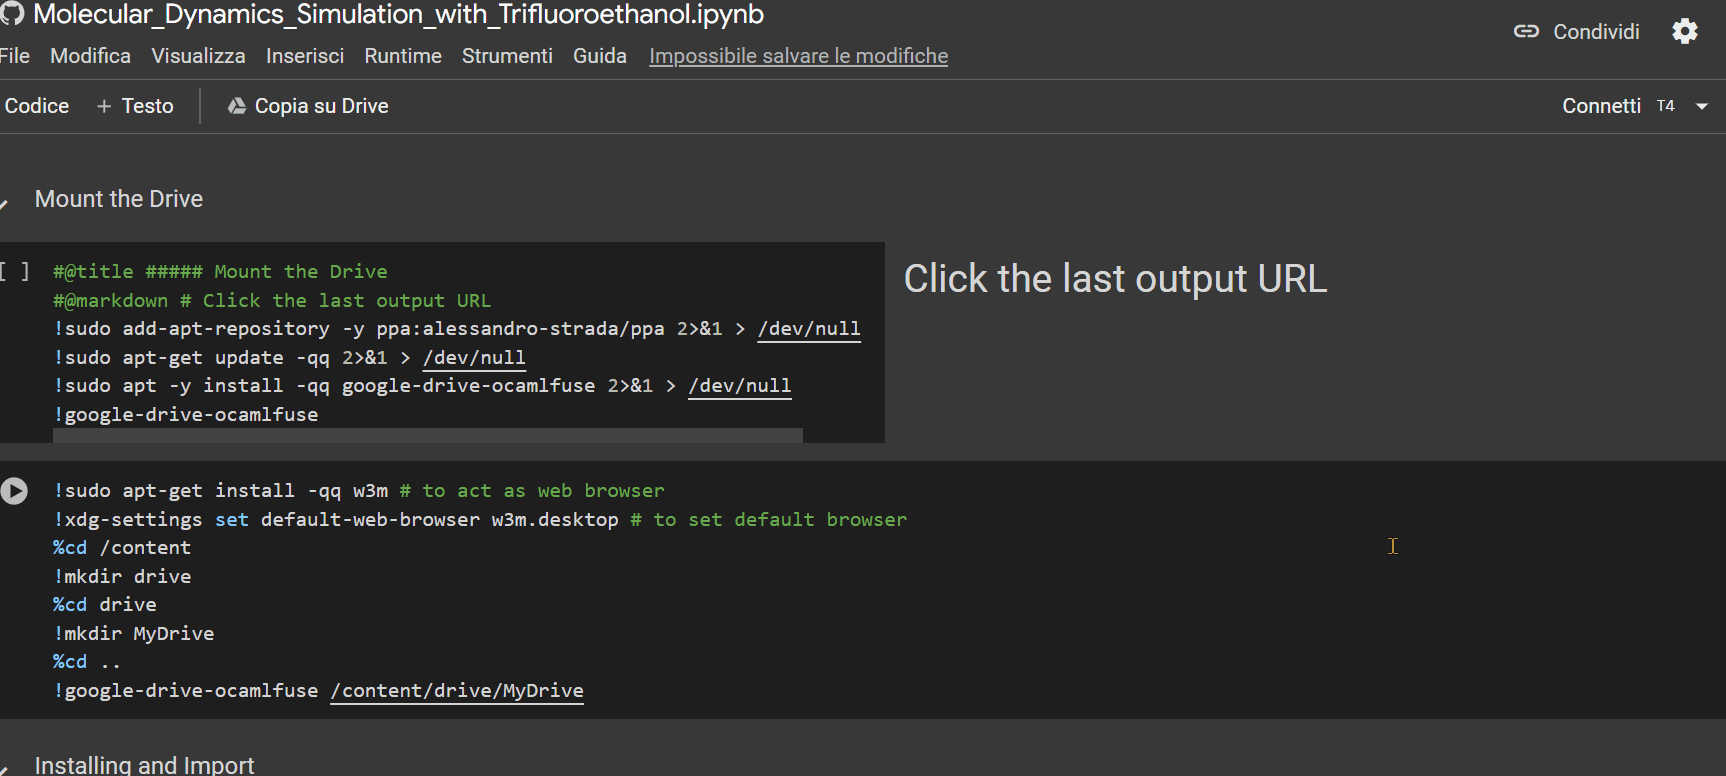 Molecular_Dynamics_Simulation_with_Trifluoroethanol.ipynb
File Modifica Visualizza Inserisci Runtime Strumenti Guida Impossibile salvare le modifiche
Condividi
Codice + Testo Copia su Drive
Connetti T4
Mount the Drive
[ ] #@title ##### Mount the Drive
#@markdown # Click the last output URL
!sudo add-apt-repository -y ppa:alessandro-strada/ppa 2>&1 > /dev/null
!sudo apt-get update -qq 2>&1 > /dev/null
!sudo apt -y install -qq google-drive-ocamlfuse 2>&1 > /dev/null
!google-drive-ocamlfuse
Click the last output URL
!sudo apt-get install -qq w3m # to act as web browser
!xdg-settings set default-web-browser w3m.desktop # to set default browser
%cd /content
!mkdir drive
%cd drive
!mkdir MyDrive
%cd ..
!google-drive-ocamlfuse /content/drive/MyDrive
Installing and Import